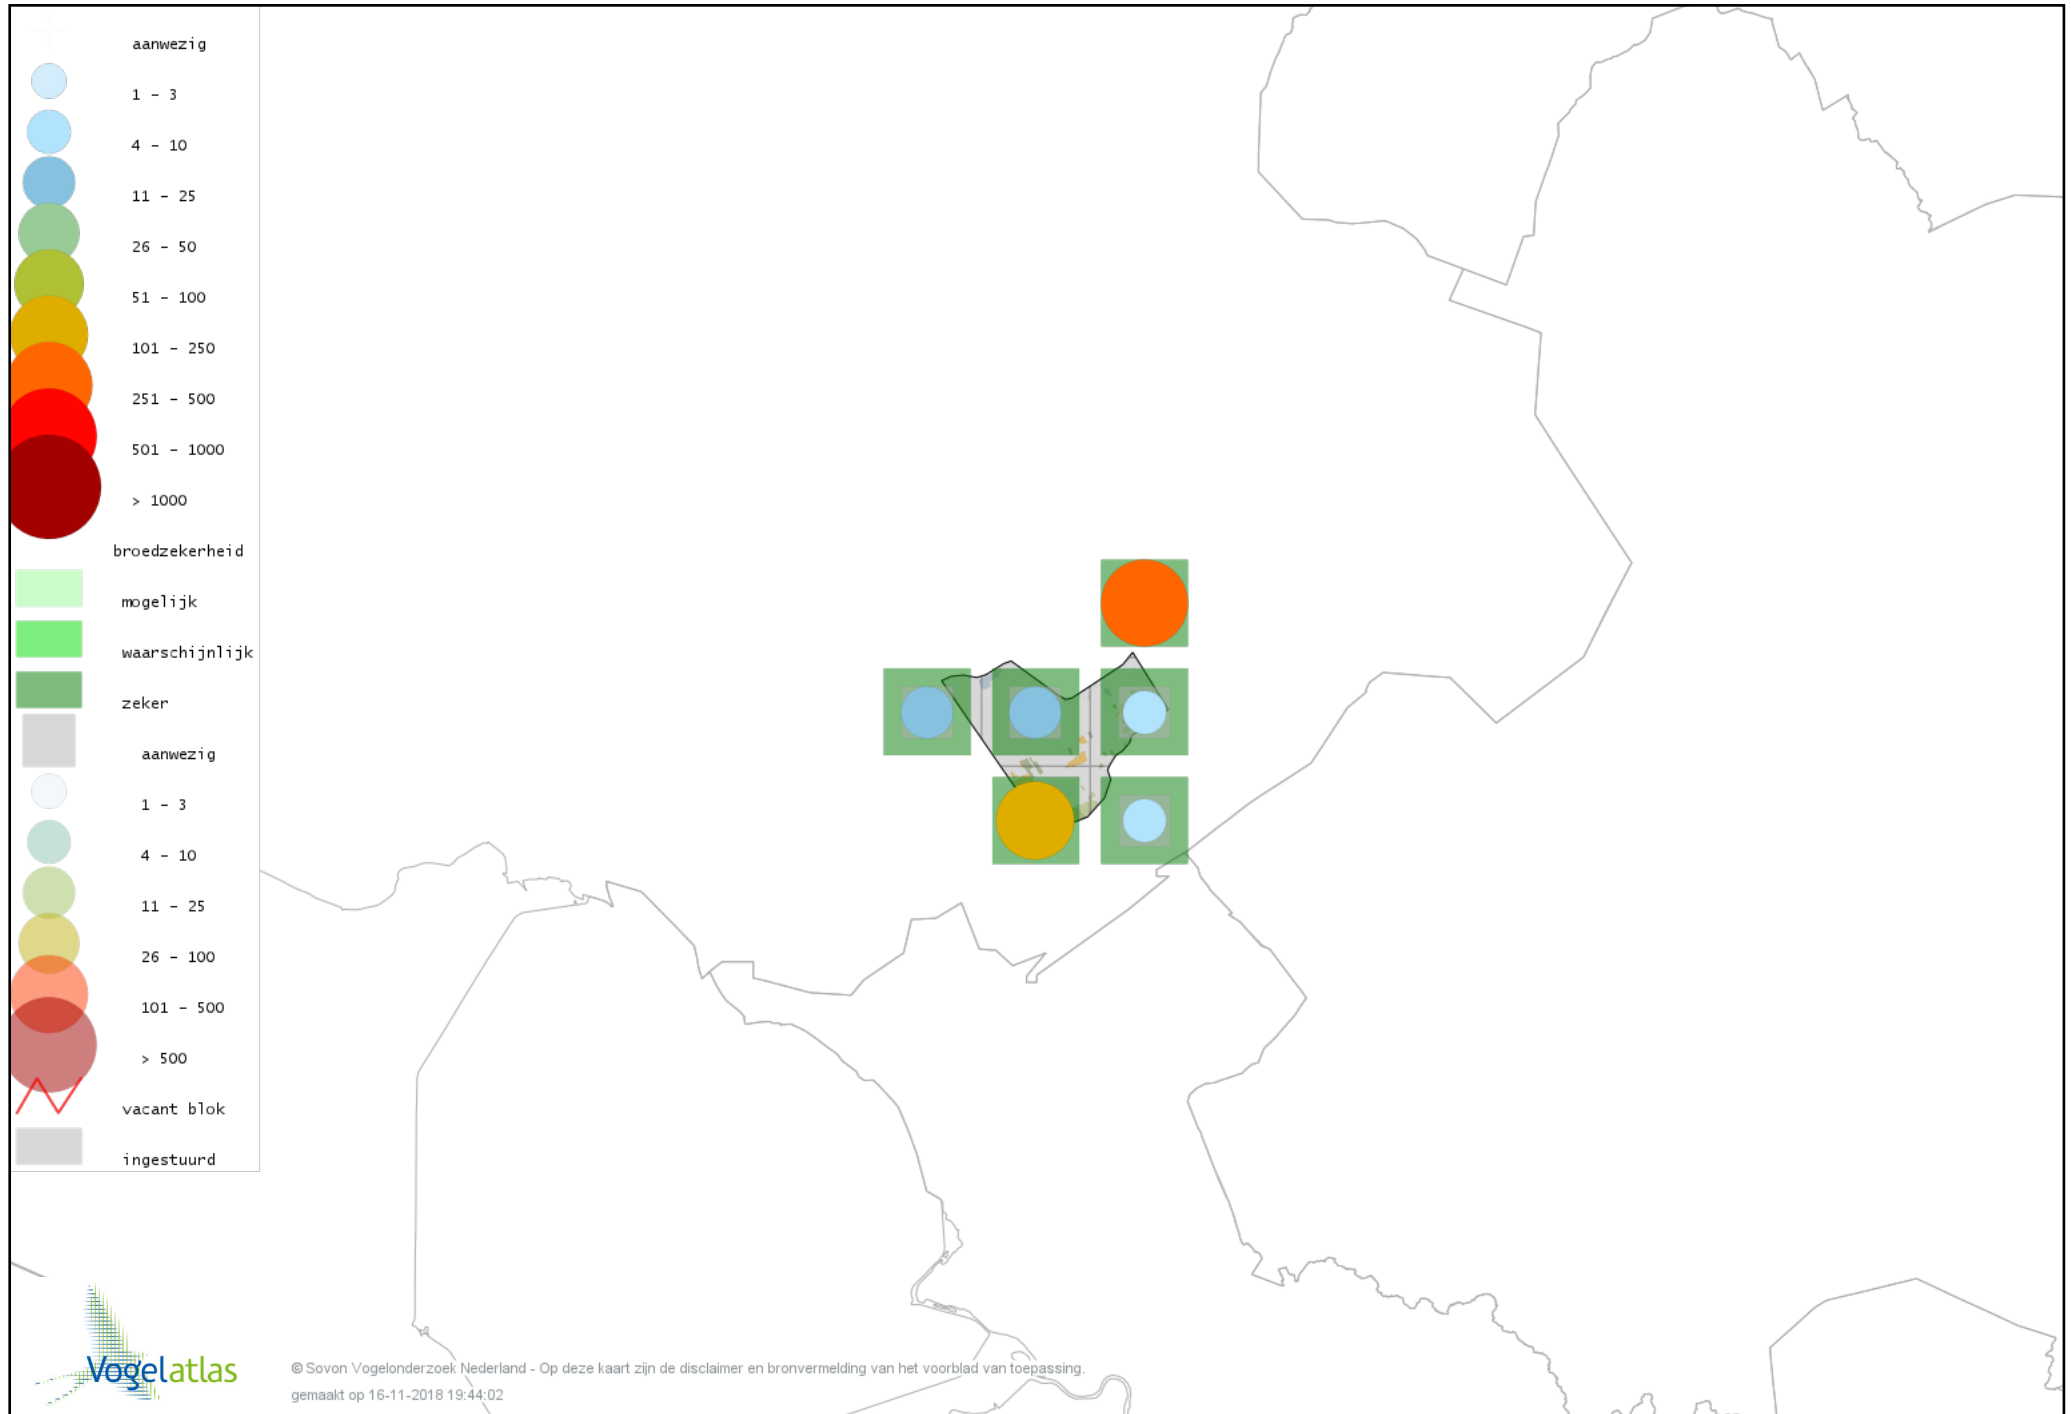 aanwezig
1 – 3
4 – 10
11 – 25
26 – 50
51 – 100
101 – 250
251 – 500
501 – 1000
> 1000
broedzekerheid
mogelijk
waarschijnlijk
zeker
aanwezig
1 – 3
4 – 10
11 – 25
26 – 100
101 – 500
> 500
vacant blok
ingestuurd
Vogelatlas
© Sovon Vogelonderzoek Nederland - Op deze kaart zijn de disclaimer en bronvermelding van het voorblad van toepassing.
gemaakt op 16-11-2018 19:44:02